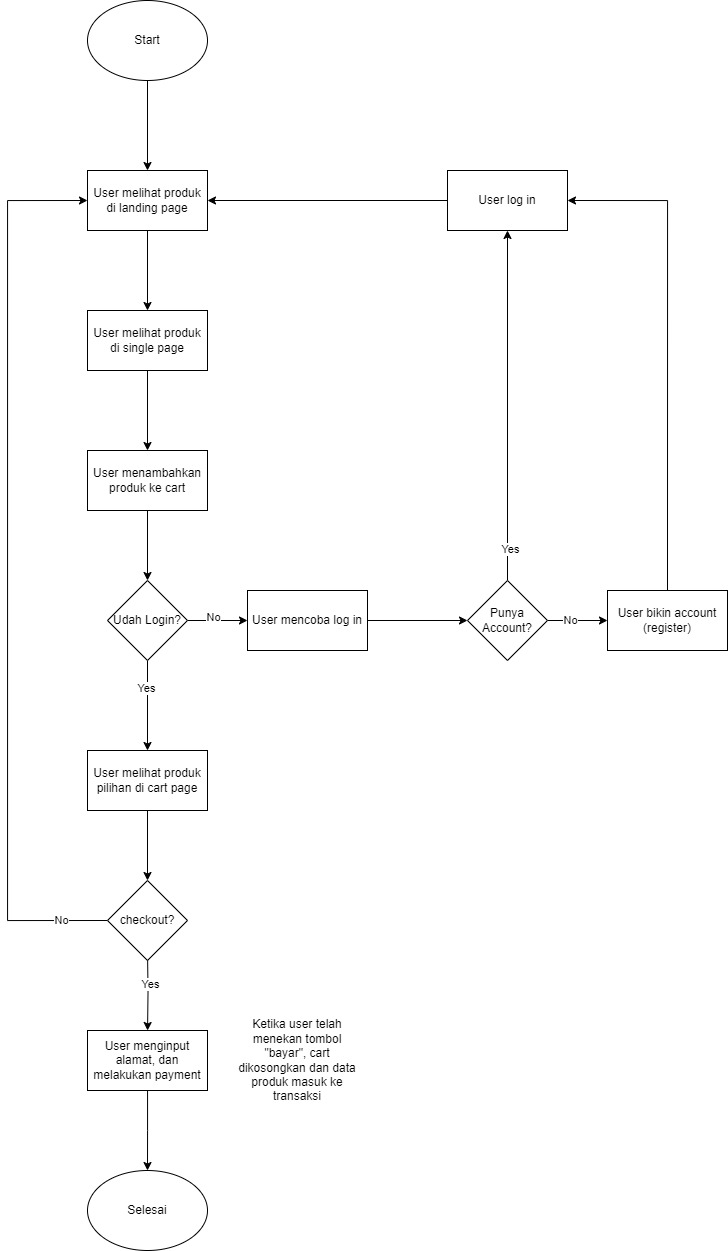 Start
User melihat produk
di landing page
User log in
User melihat produk
di single page
User menambahkan
produk ke cart
Yes
Udah Login?
No
User mencoba log in
Punya
Account?
No
User bikin account
(register)
Yes
User melihat produk
pilihan di cart page
No
checkout?
Yes
User menginput
alamat, dan
melakukan payment
Ketika user telah
menekan tombol
"bayar", cart
dikosongkan dan data
produk masuk ke
transaksi
Selesai